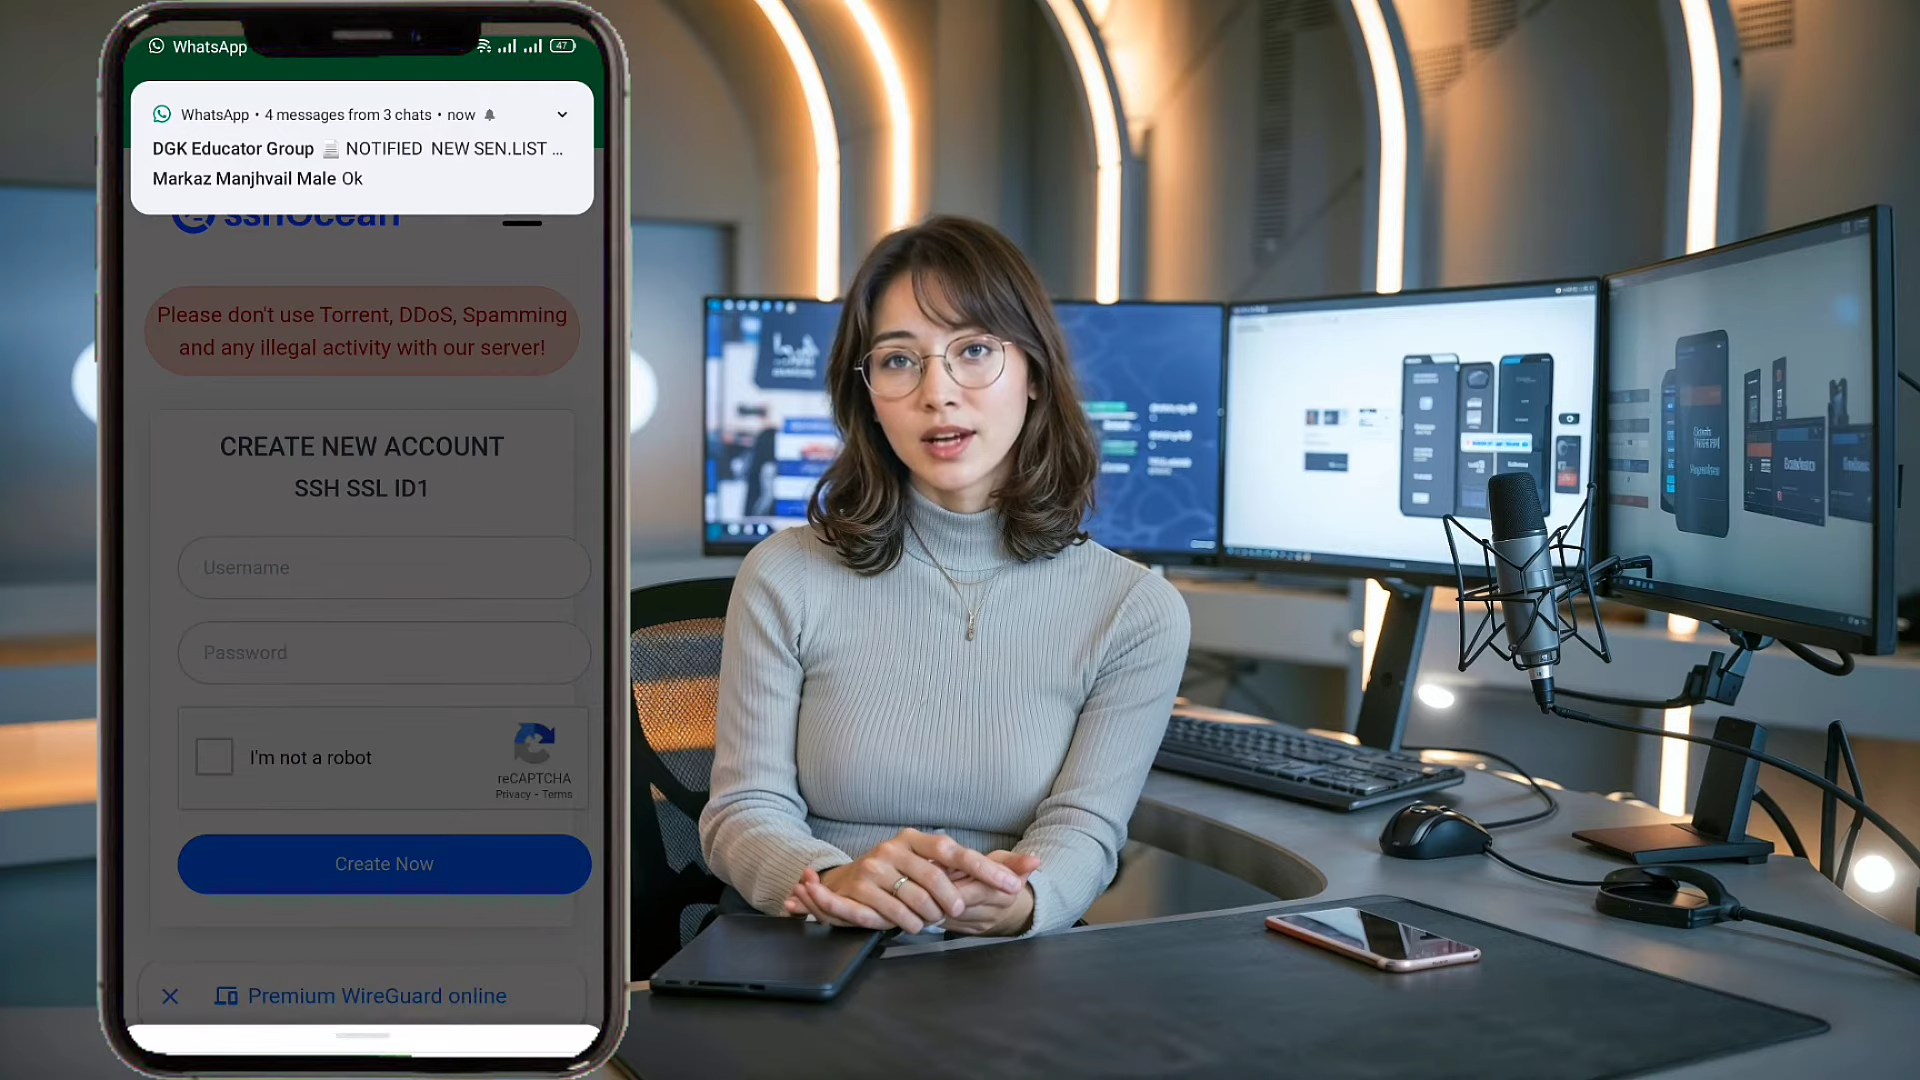 WhatsApp
47
WhatsApp • 4 messages from 3 chats • now
DGK Educator Group 📄 NOTIFIED NEW SEN.LIST ...
Markaz Manjhvail Male Ok
sshOcean
Please don't use Torrent, DDoS, Spamming
and any illegal activity with our server!
CREATE NEW ACCOUNT
SSH SSL ID1
Username
Password
I'm not a robot
reCAPTCHA
Privacy - Terms
Create Now
Premium WireGuard online